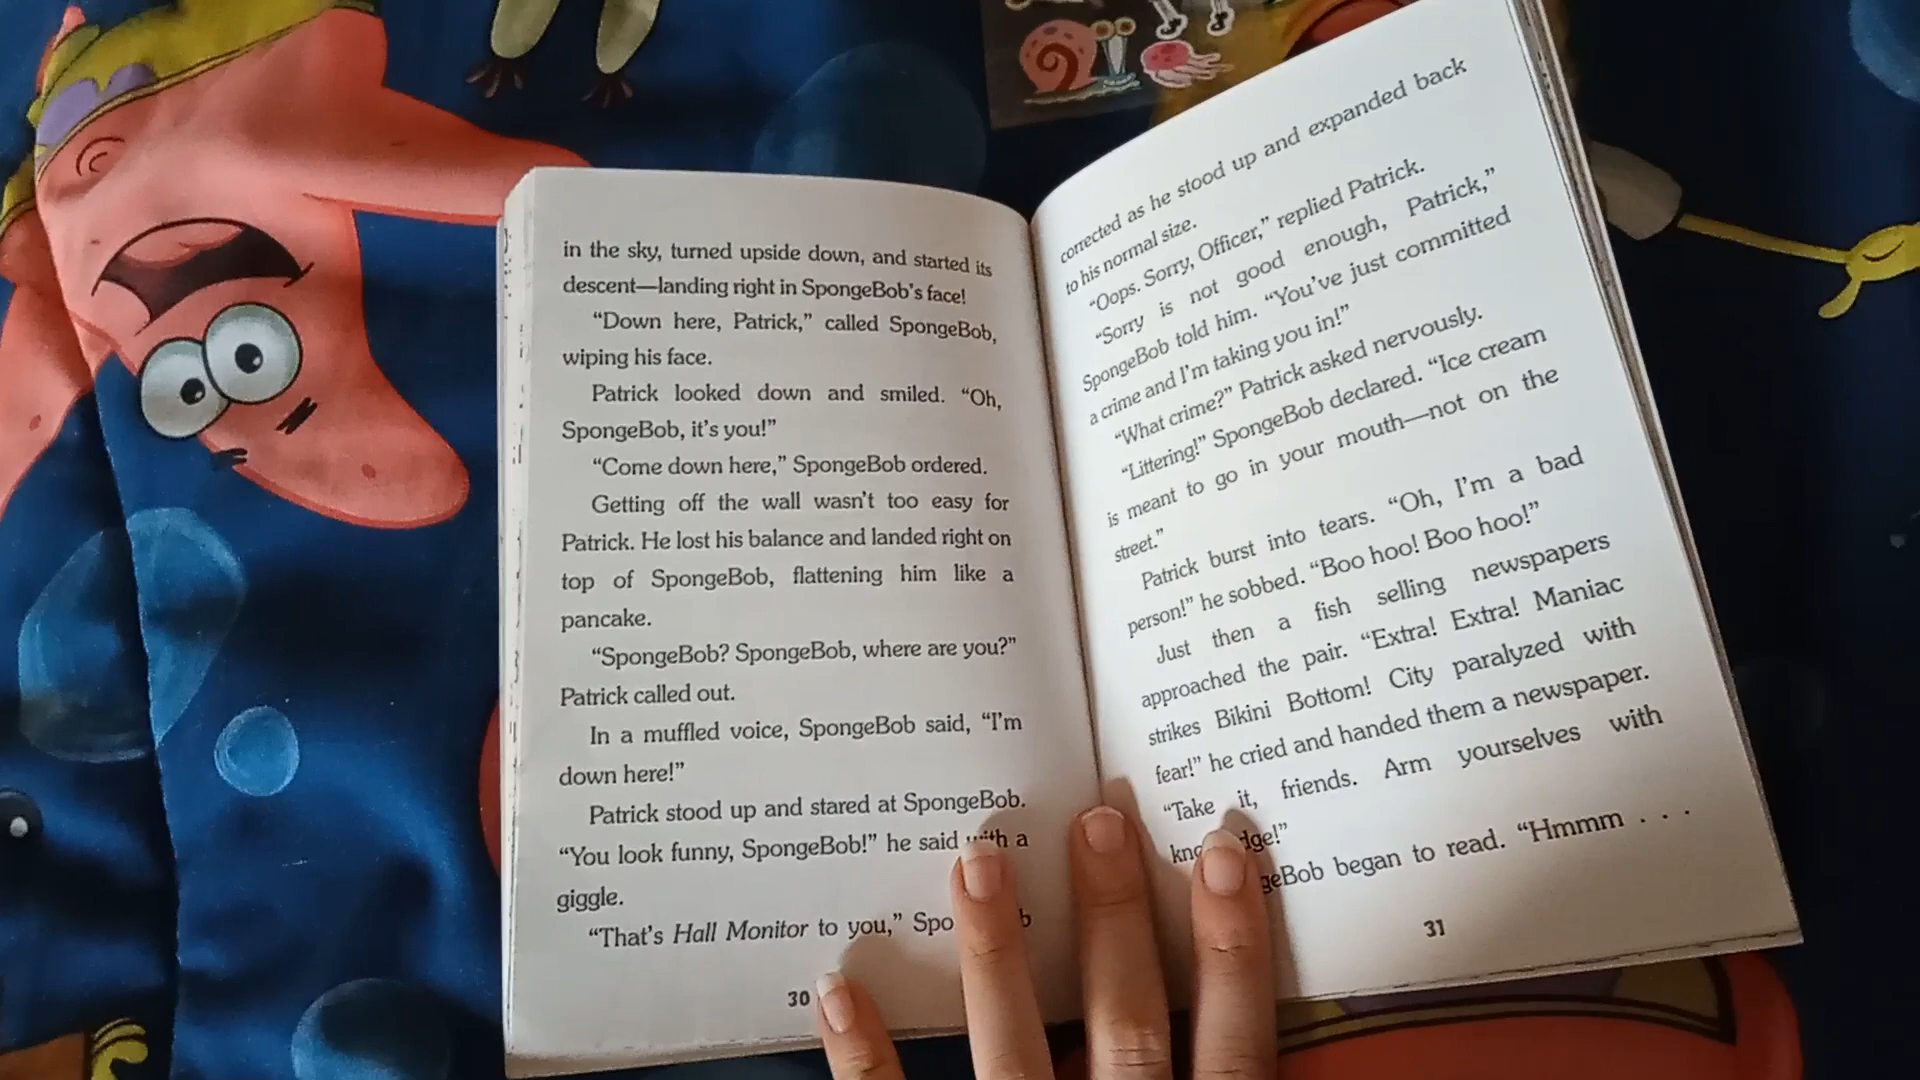 in the sky, turned upside down, and started its
descent—landing right in SpongeBob's face!
“Down here, Patrick,” called SpongeBob,
wiping his face.
Patrick looked down and smiled. “Oh,
SpongeBob, it's you!”
“Come down here,” SpongeBob ordered.
Getting off the wall wasn't too easy for
Patrick. He lost his balance and landed right on
top of SpongeBob, flattening him like a
pancake.
“SpongeBob? SpongeBob, where are you?”
Patrick called out.
In a muffled voice, SpongeBob said, “I'm
down here!”
Patrick stood up and stared at SpongeBob.
“You look funny, SpongeBob!” he said with a
giggle.
“That's Hall Monitor to you,”
30
corrected as he stood up and expanded back
to his normal size.
“Oops. Sorry, Officer,” replied Patrick.
“Sorry is not good enough, Patrick,”
SpongeBob told him. “You've just committed
a crime and I'm taking you in!”
“What crime?” Patrick asked nervously.
“Littering!” SpongeBob declared. “Ice cream
is meant to go in your mouth—not on the
street.”
Patrick burst into tears. “Oh, I'm a bad
person!” he sobbed. “Boo hoo! Boo hoo!”
Just then a fish selling newspapers
approached the pair. “Extra! Extra! Maniac
strikes Bikini Bottom! City paralyzed with
fear!” he cried and handed them a newspaper.
“Take it, friends. Arm yourselves with
began to read. “Hmmm . . .
31